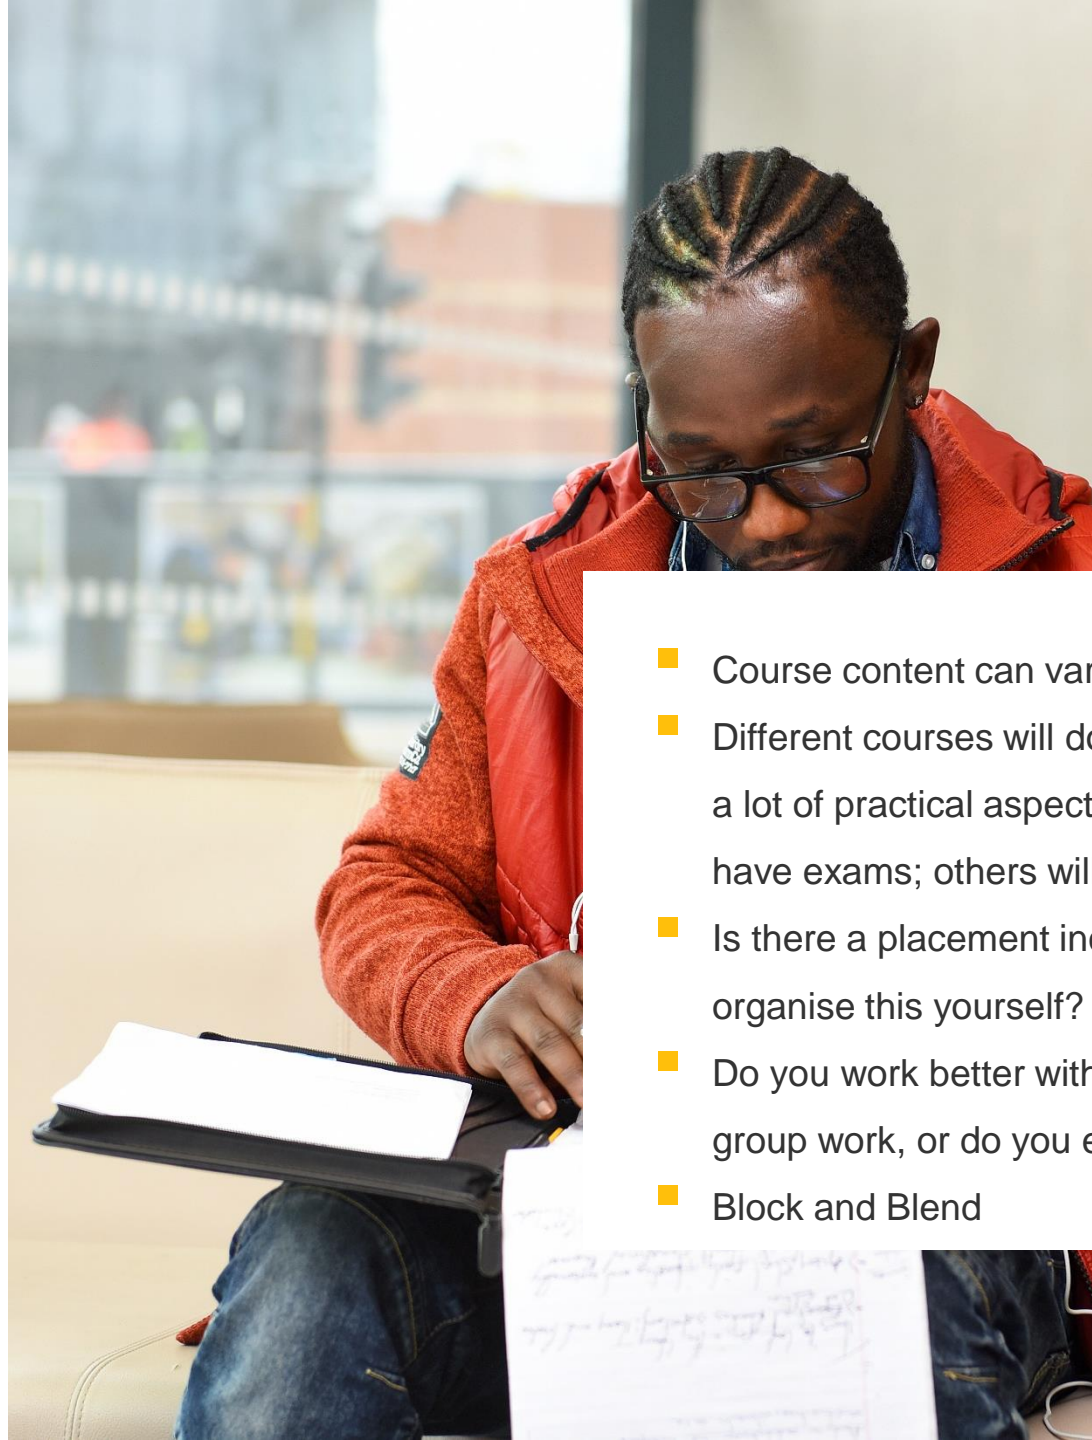 Course content can var
Different courses will do
a lot of practical aspect
have exams; others wil
Is there a placement in
organise this yourself?
Do you work better with
group work, or do you e
Block and Blend